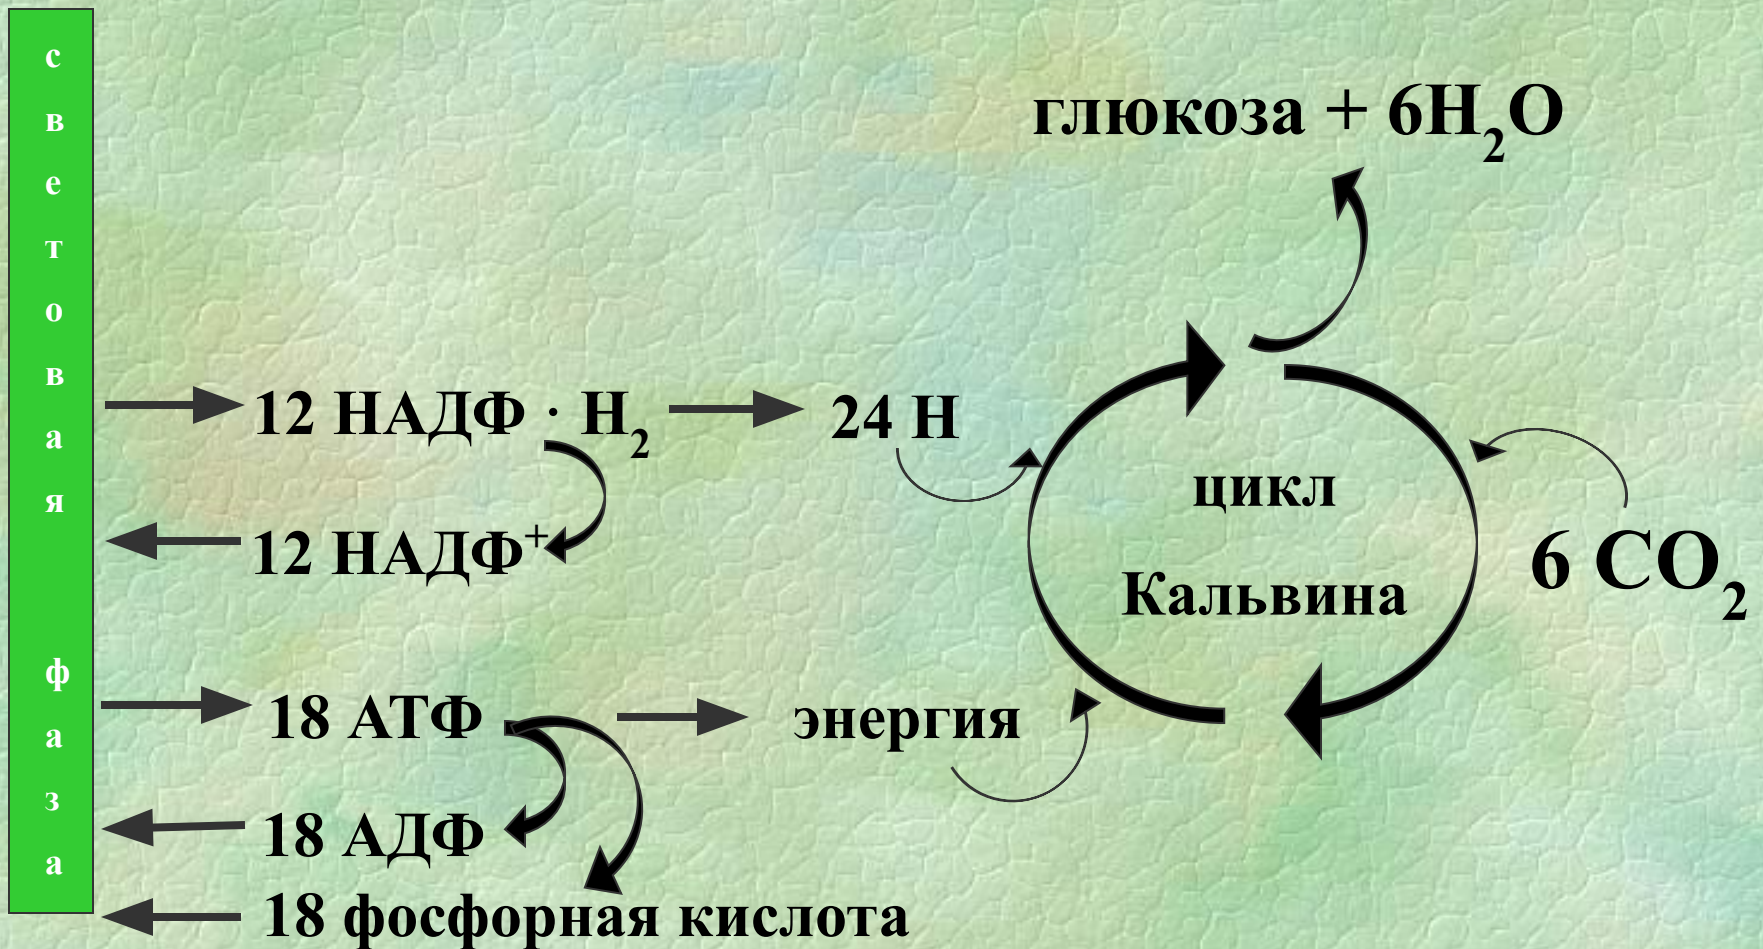 световая фаза
глюкоза + 6H₂O
12 НАДФ · H₂
24 H
12 НАДФ⁺
цикл
Кальвина
6 CO₂
18 АТФ
энергия
18 АДФ
18 фосфорная кислота